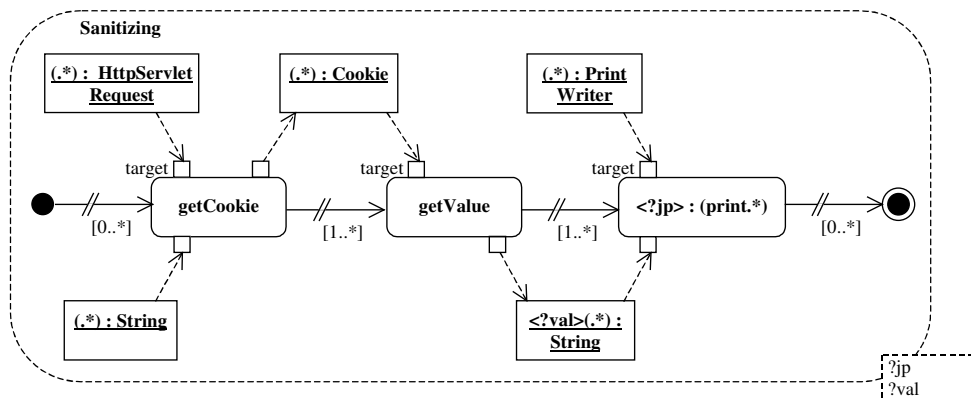 Sanitizing
(.*) : HttpServlet
Request
(.*) : Cookie
(.*) : Print
Writer
target
target
target
getCookie
getValue
<?jp> : (print.*)
[0..*]
[1..*]
[1..*]
[0..*]
(.*) : String
<?val>(.*) :
String
?jp
?val